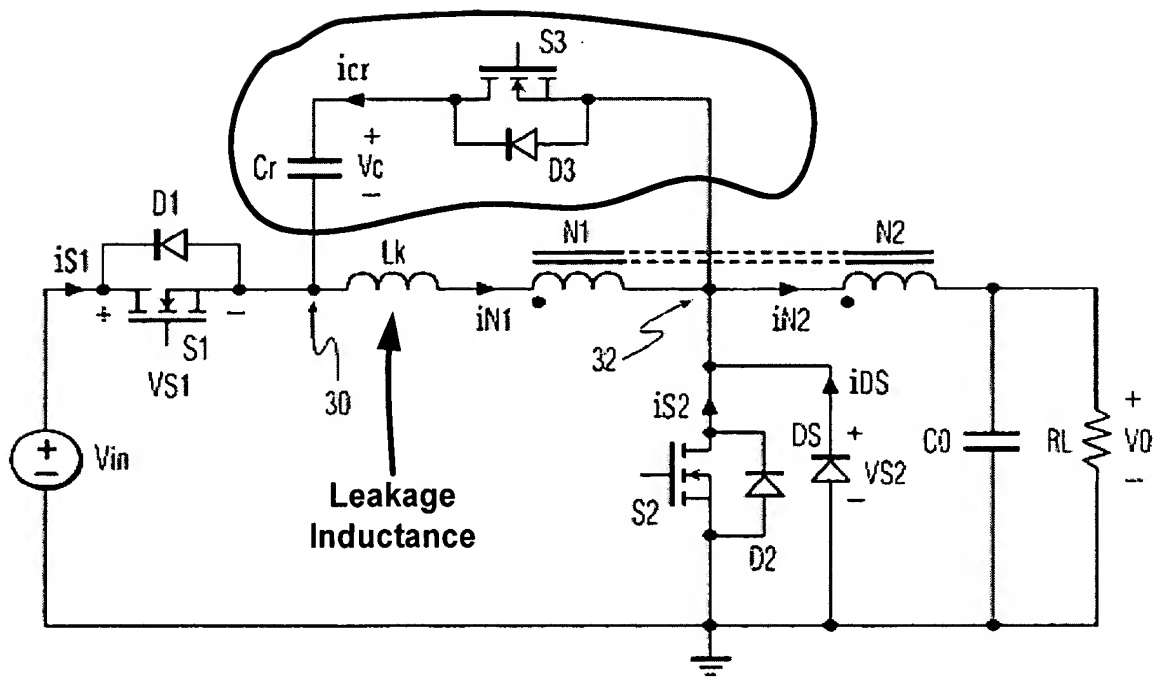 S3
icr
+
Cr
Vc
D3
−
D1
N1
N2
iS1
Lk
+
−
iN1
iN2
S1
32
VS1
30
iDS
+
iS2
+
−
Vin
DS
+
C0
RL
V0
VS2
−
Leakage
Inductance
S2
−
D2